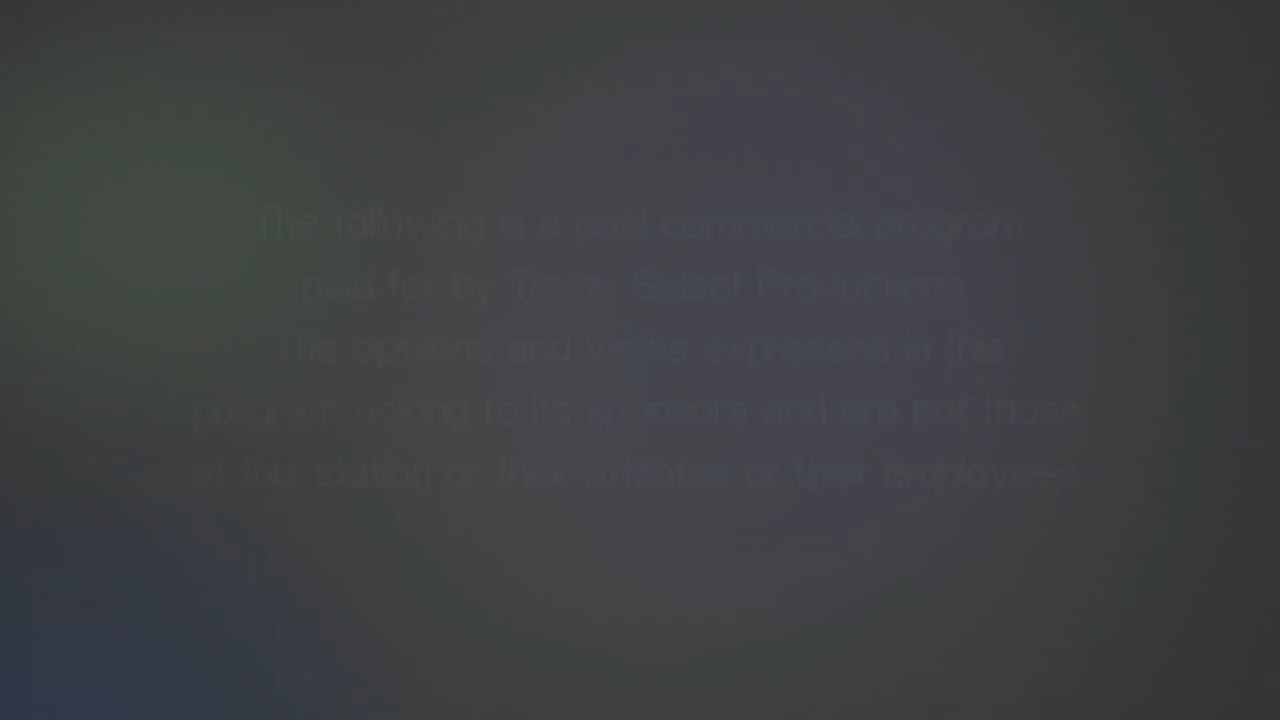 The following is a paid commercial program
paid for by Texas Select Productions.
The opinions and views expressed in this
program belong to its sponsors and are not those
of this station or their affiliates or their employees.